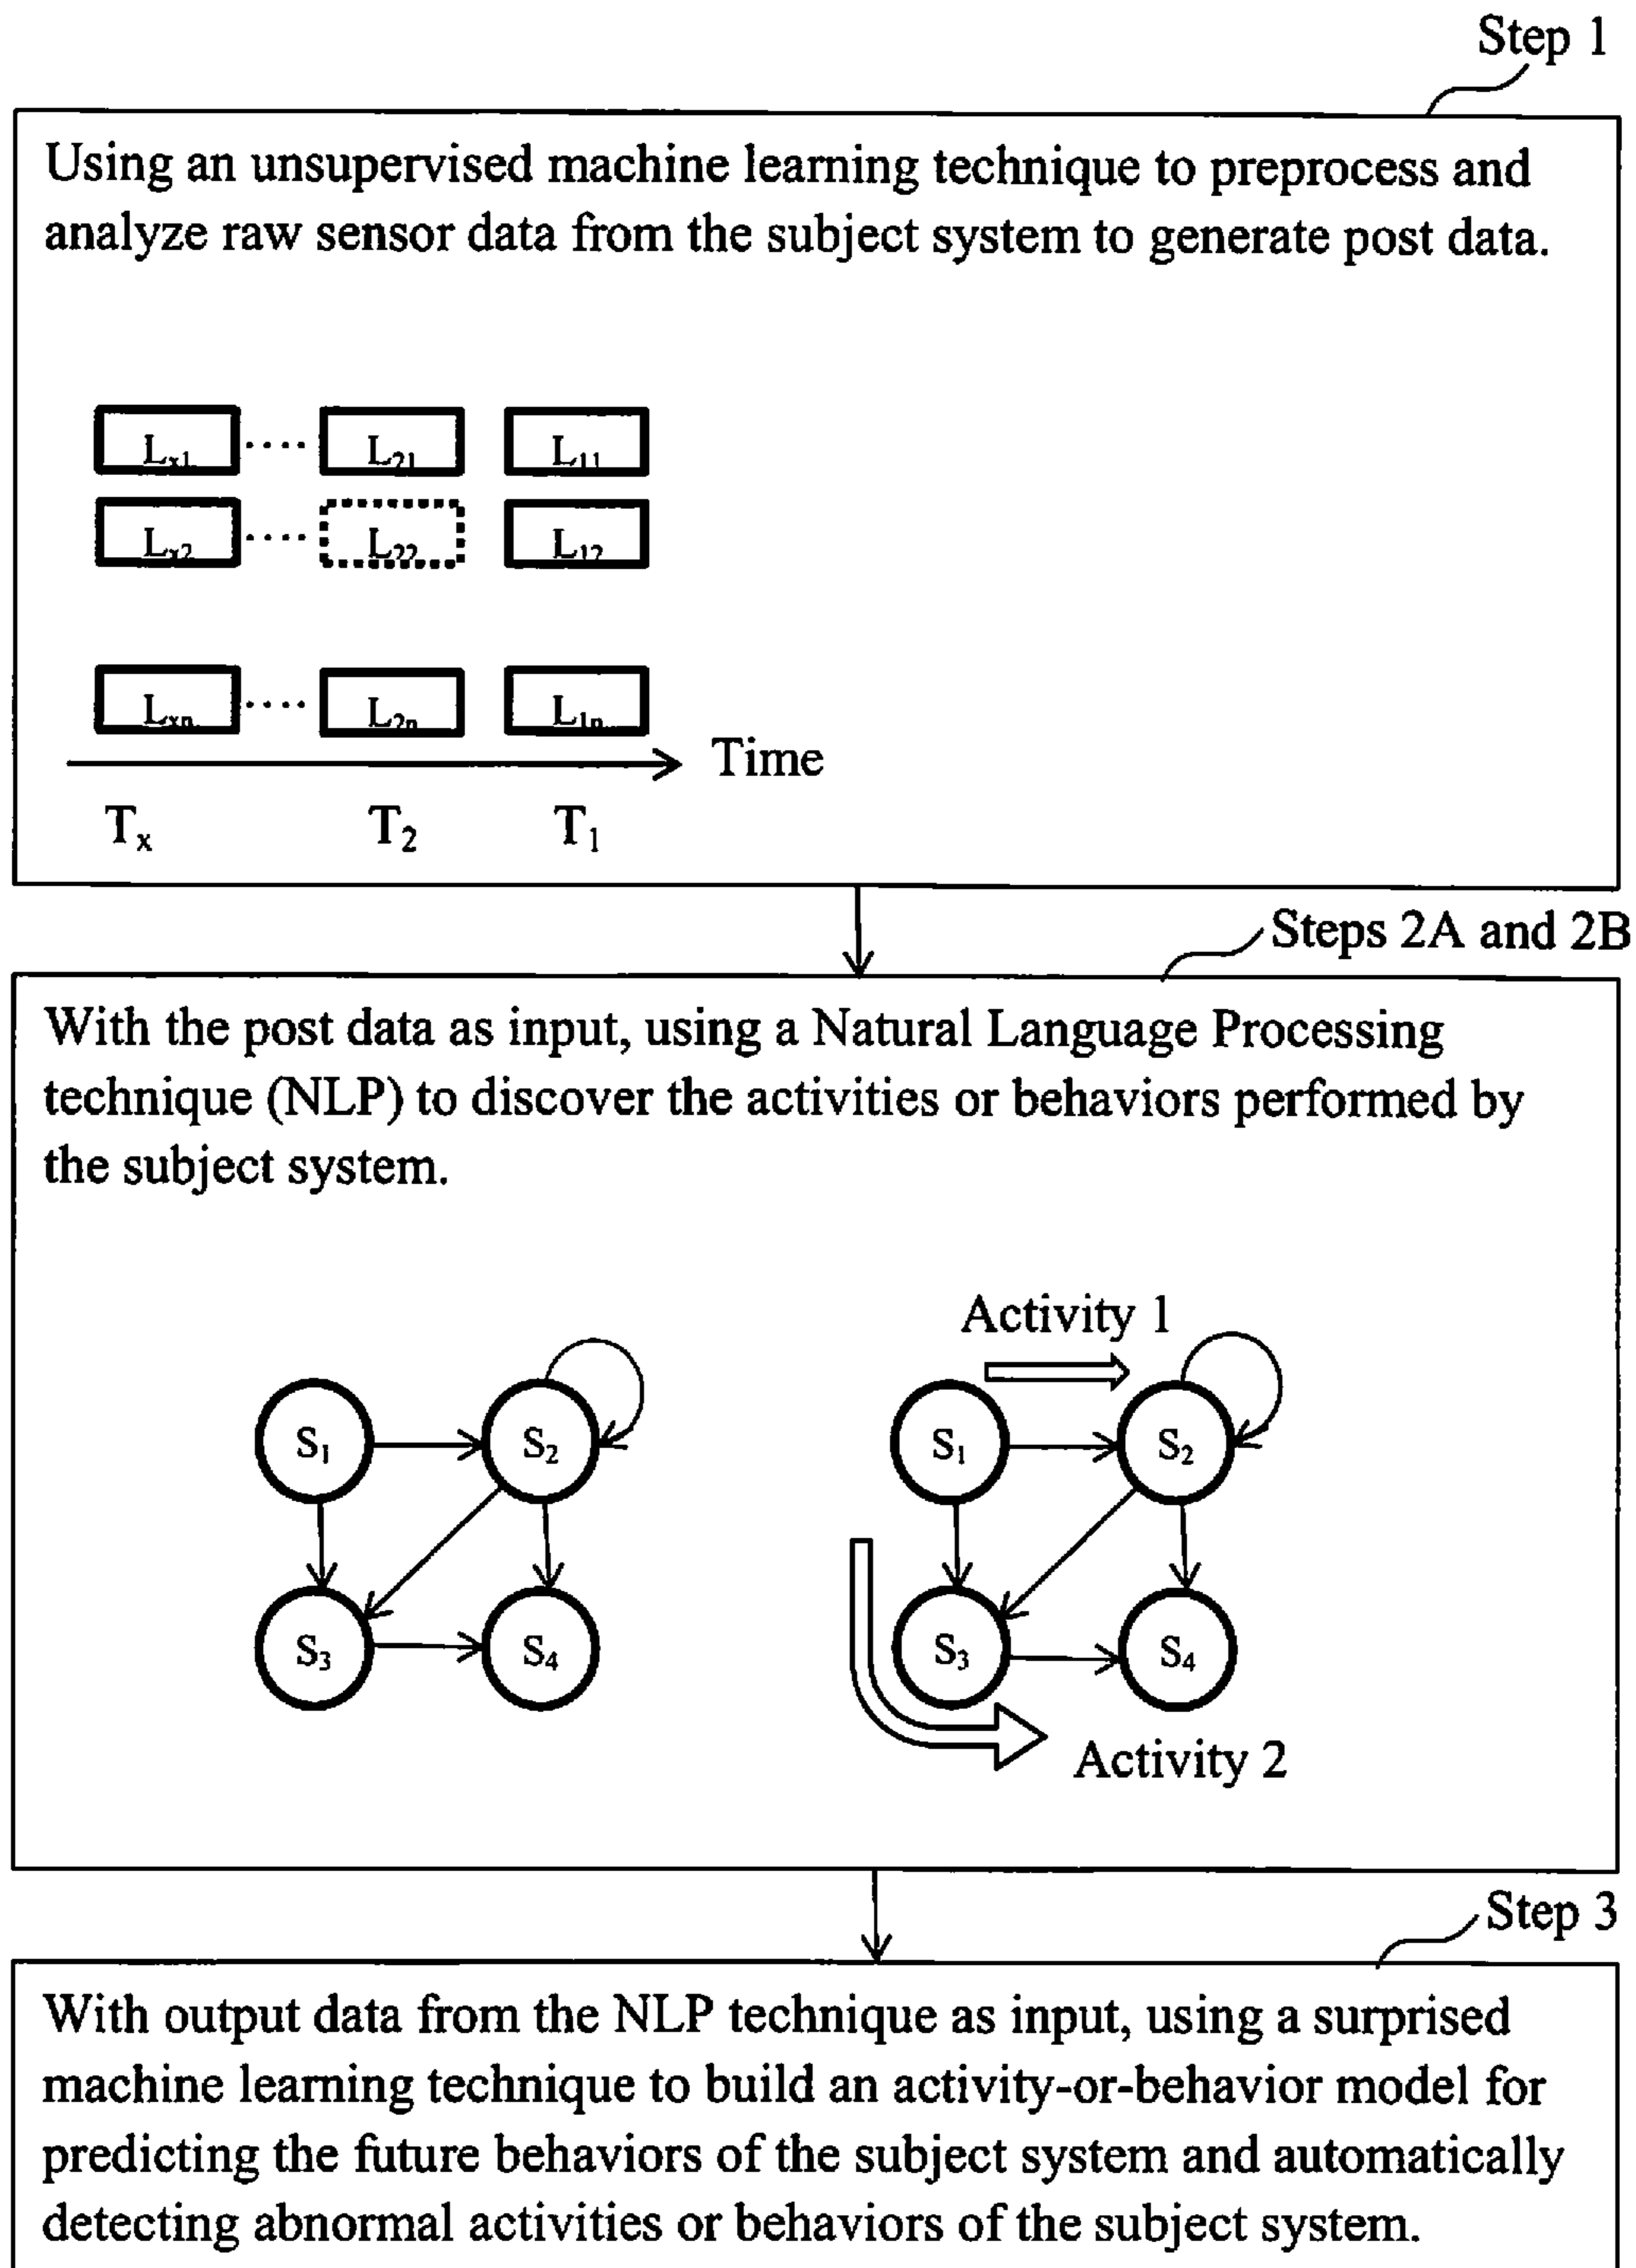 Step 1
Using an unsupervised machine learning technique to preprocess and
analyze raw sensor data from the subject system to generate post data.
Lx1 .... L21 L11
Lx2 .... L22 L12
Lxn .... L2n L1n
Time
Tx T2 T1
Steps 2A and 2B
With the post data as input, using a Natural Language Processing
technique (NLP) to discover the activities or behaviors performed by
the subject system.
Activity 1
S1 S2 S1 S2
S3 S4 S3 S4
Activity 2
Step 3
With output data from the NLP technique as input, using a surprised
machine learning technique to build an activity-or-behavior model for
predicting the future behaviors of the subject system and automatically
detecting abnormal activities or behaviors of the subject system.